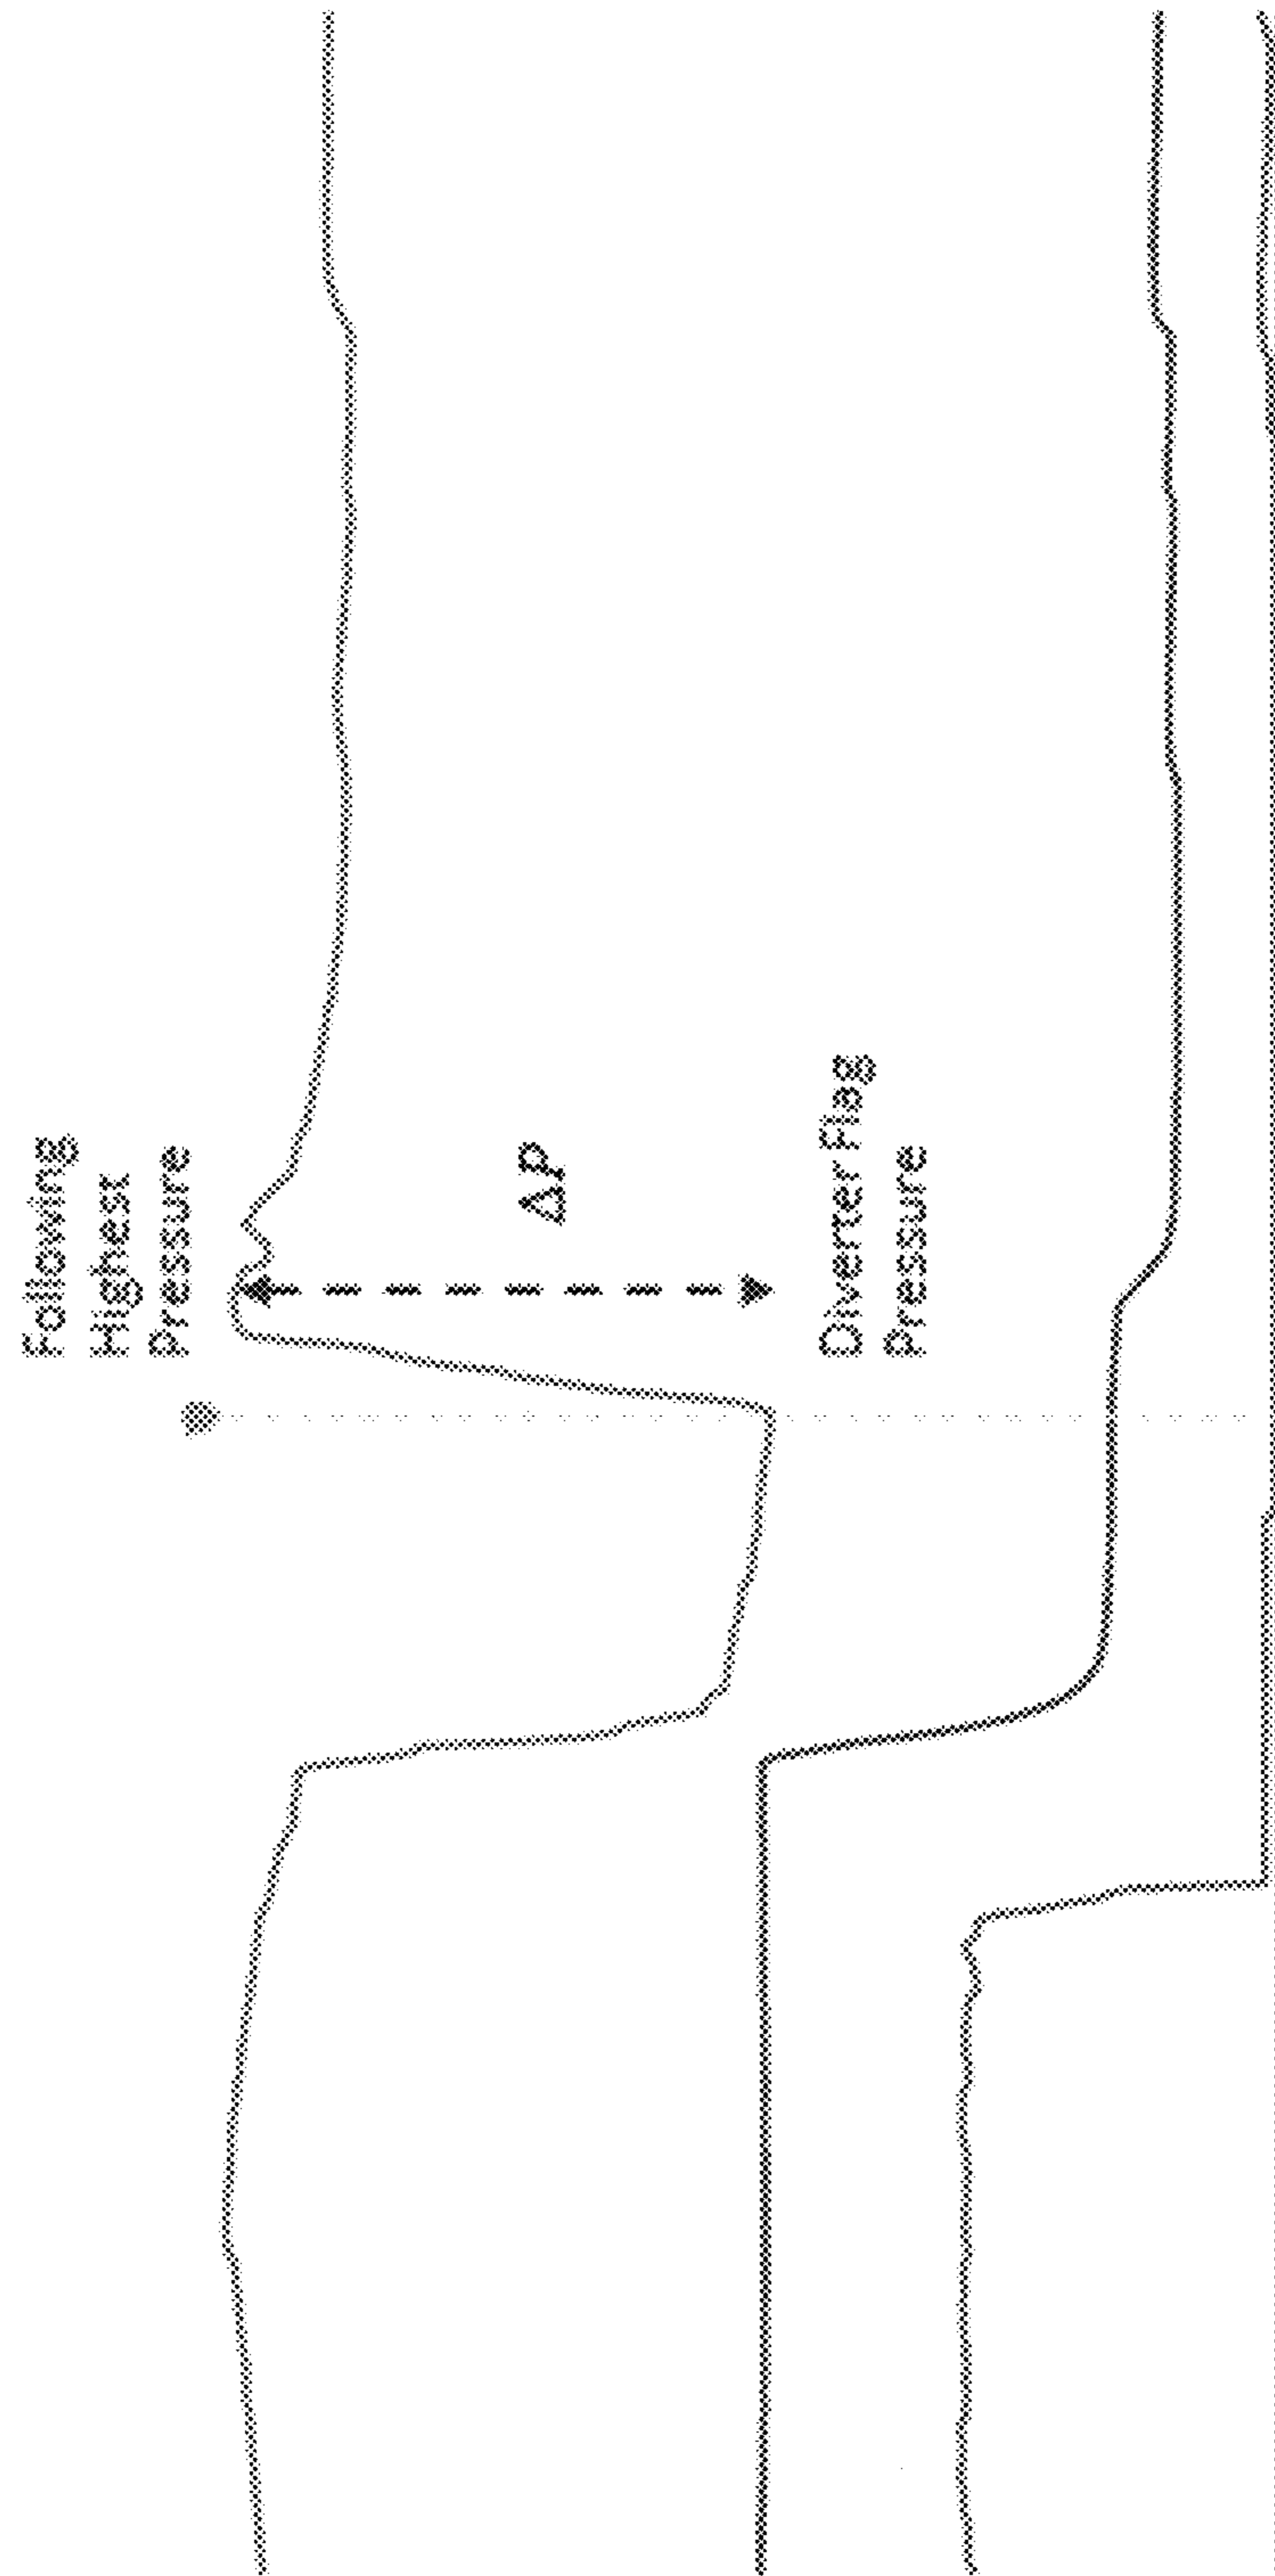 Following
Highest
Pressure
ΔP
Diverter Flag
Pressure